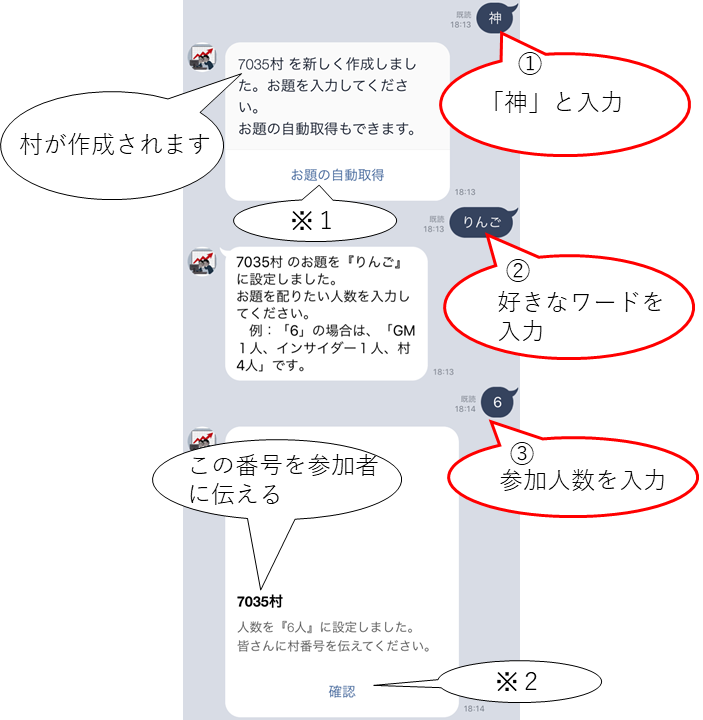 既読
18:13
神
①
「神」と入力
7035村 を新しく作成しまし
た。お題を入力してくださ
い。
お題の自動取得もできます。
村が作成されます
お題の自動取得
18:13
※１
既読
18:13
りんご
②
好きなワードを
入力
7035村 のお題を『りんご』
に設定しました。
お題を配りたい人数を入力し
てください。
例：「6」の場合は、「GM
１人、インサイダー１人、村
4人」です。
18:13
既読
18:14
6
③
参加人数を入力
この番号を参加者
に伝える
7035村
人数を『6人』に設定しました。
皆さんに村番号を伝えてください。
確認
※２
18:14